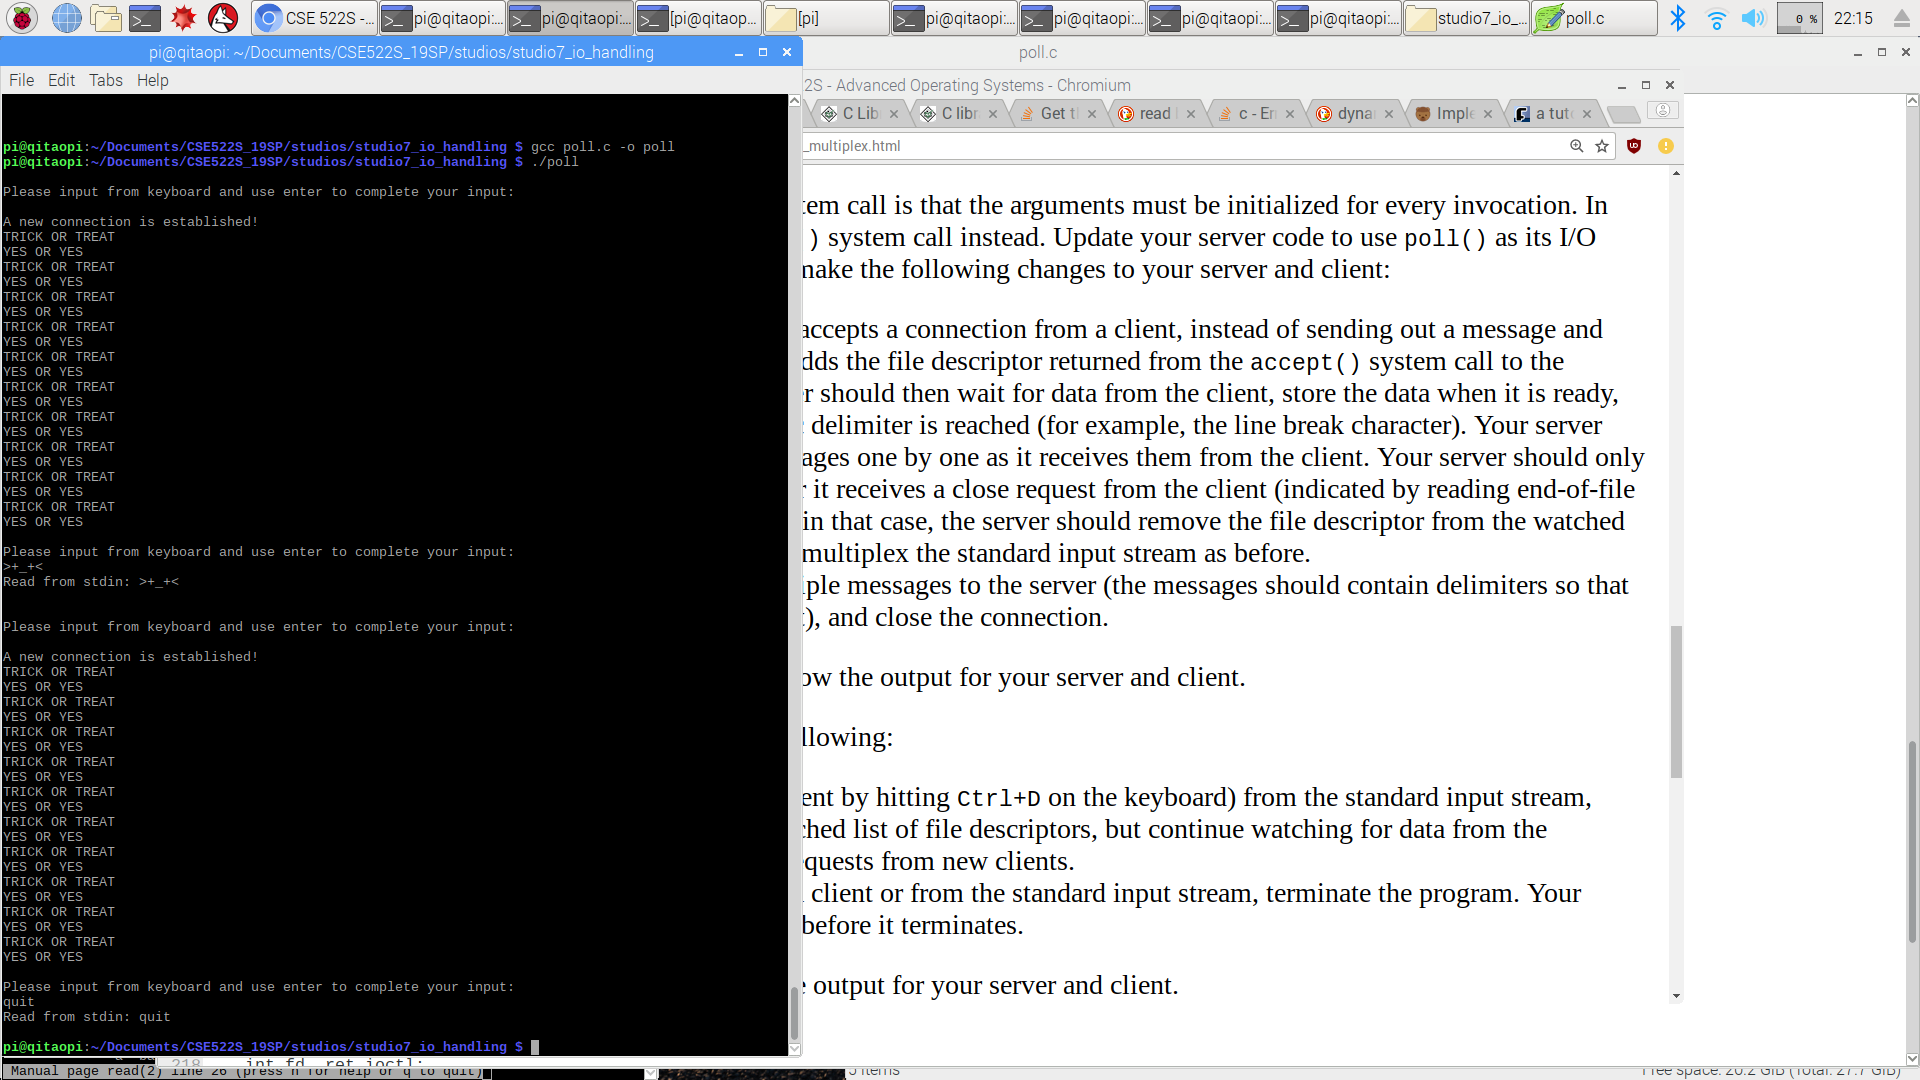 CSE 522S -...
pi@qitaopi:...
pi@qitaopi:...
[pi@qitaop...
[pi]
pi@qitaopi:...
pi@qitaopi:...
pi@qitaopi:...
pi@qitaopi:...
studio7_io_...
poll.c
0 %
22:15
pi@qitaopi: ~/Documents/CSE522S_19SP/studios/studio7_io_handling
File Edit Tabs Help
pi@qitaopi:~/Documents/CSE522S_19SP/studios/studio7_io_handling $ gcc poll.c -o poll
pi@qitaopi:~/Documents/CSE522S_19SP/studios/studio7_io_handling $ ./poll
Please input from keyboard and use enter to complete your input:
A new connection is established!
TRICK OR TREAT
YES OR YES
TRICK OR TREAT
YES OR YES
TRICK OR TREAT
YES OR YES
TRICK OR TREAT
YES OR YES
TRICK OR TREAT
YES OR YES
TRICK OR TREAT
YES OR YES
TRICK OR TREAT
YES OR YES
TRICK OR TREAT
YES OR YES
TRICK OR TREAT
YES OR YES
TRICK OR TREAT
YES OR YES
Please input from keyboard and use enter to complete your input:
>+_+<
Read from stdin: >+_+<
Please input from keyboard and use enter to complete your input:
A new connection is established!
TRICK OR TREAT
YES OR YES
TRICK OR TREAT
YES OR YES
TRICK OR TREAT
YES OR YES
TRICK OR TREAT
YES OR YES
TRICK OR TREAT
YES OR YES
TRICK OR TREAT
YES OR YES
TRICK OR TREAT
YES OR YES
TRICK OR TREAT
YES OR YES
TRICK OR TREAT
YES OR YES
TRICK OR TREAT
YES OR YES
Please input from keyboard and use enter to complete your input:
quit
Read from stdin: quit
pi@qitaopi:~/Documents/CSE522S_19SP/studios/studio7_io_handling $
218 int fd, ret_ioctl;
Manual page read(2) line 26 (press h for help or q to quit)
poll.c
2S - Advanced Operating Systems - Chromium
C Lib
C libr
Get t
read
c - Er
dyna
Imple
a tut
_multiplex.html
tem call is that the arguments must be initialized for every invocation. In
) system call instead. Update your server code to use poll() as its I/O
make the following changes to your server and client:
accepts a connection from a client, instead of sending out a message and
dds the file descriptor returned from the accept() system call to the
r should then wait for data from the client, store the data when it is ready,
c delimiter is reached (for example, the line break character). Your server
ages one by one as it receives them from the client. Your server should only
r it receives a close request from the client (indicated by reading end-of-file
in that case, the server should remove the file descriptor from the watched
multiplex the standard input stream as before.
iple messages to the server (the messages should contain delimiters so that
t), and close the connection.
ow the output for your server and client.
llowing:
ent by hitting Ctrl+D on the keyboard) from the standard input stream,
ched list of file descriptors, but continue watching for data from the
equests from new clients.
client or from the standard input stream, terminate the program. Your
before it terminates.
e output for your server and client.
5 items
Free space: 20.2 GiB (Total: 27.7 GiB)